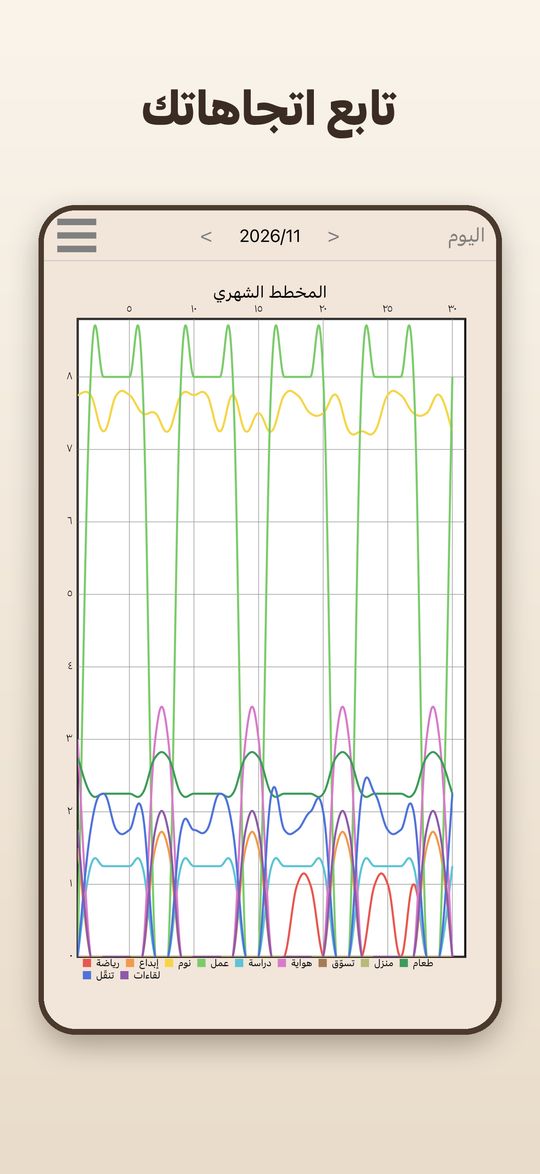 تابع اتجاهاتك
< 2026/11 > اليوم
المخطط الشهري
٥ ١٠ ١٥ ٢٠ ٢٥ ٣٠
٨
٧
٦
٥
٤
٣
٢
١
٠
رياضة إبداع نوم عمل دراسة هواية تسوّق منزل طعام
تنقّل لقاءات